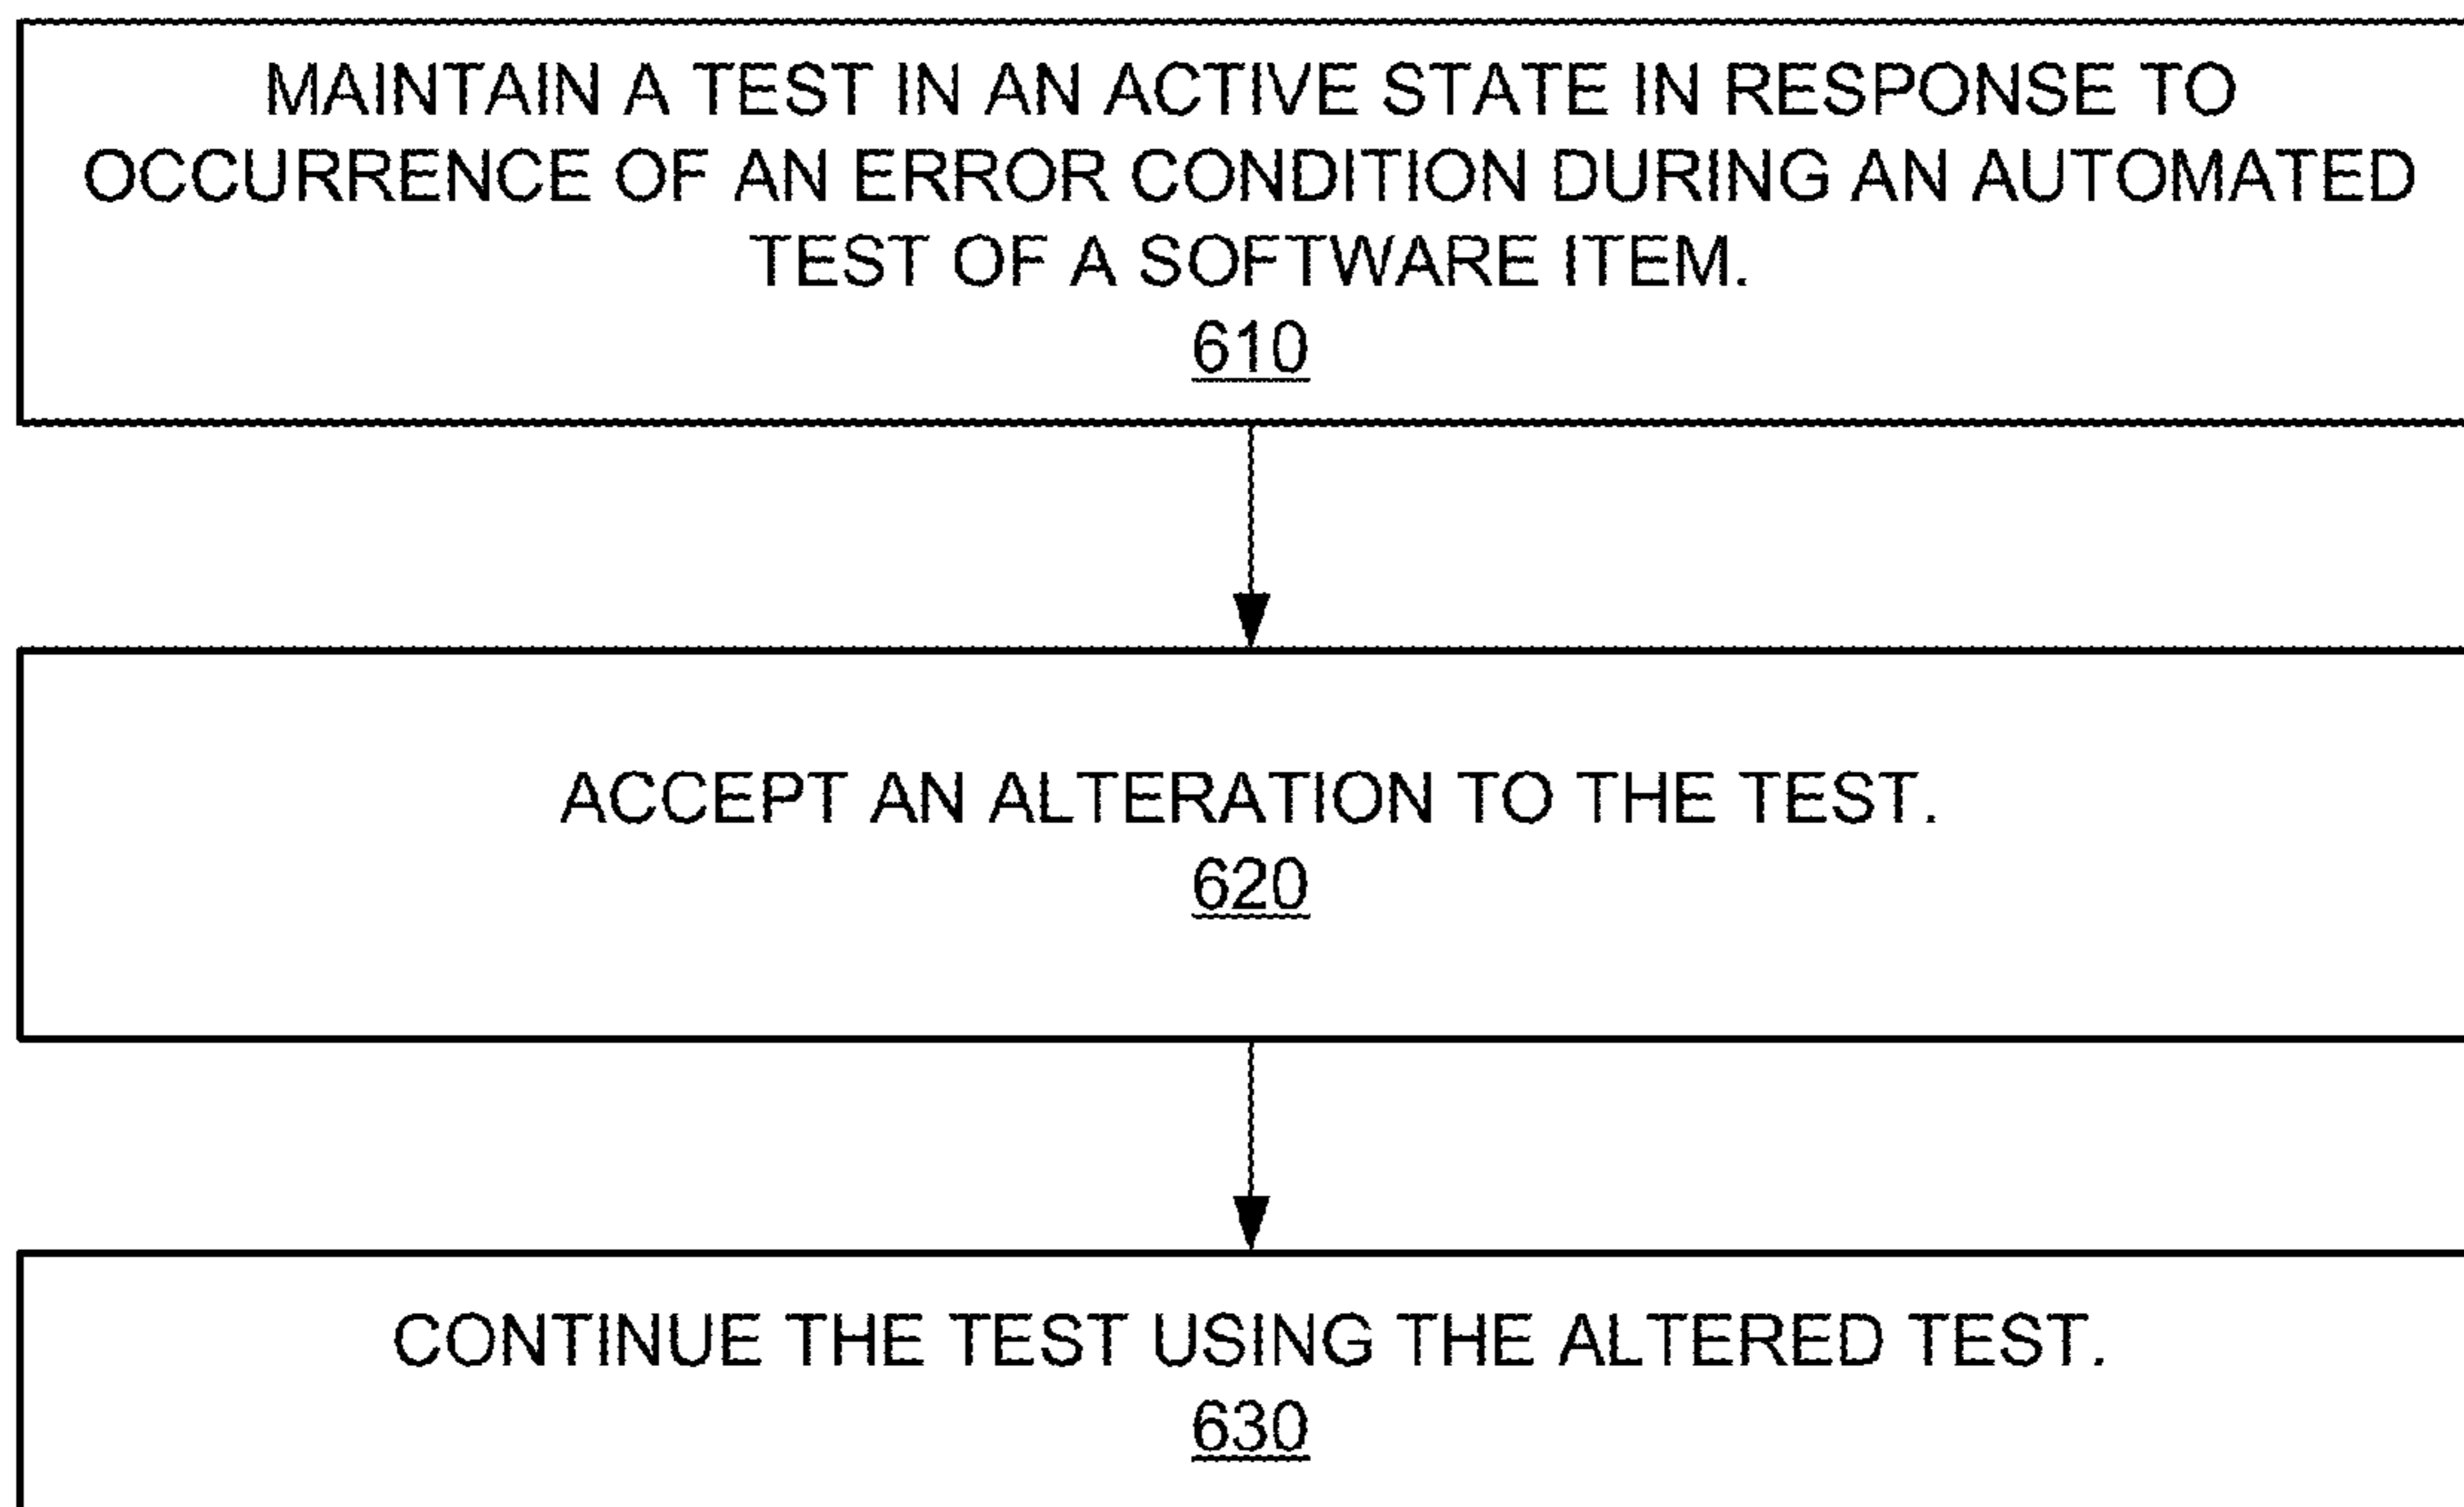 MAINTAIN A TEST IN AN ACTIVE STATE IN RESPONSE TO
OCCURRENCE OF AN ERROR CONDITION DURING AN AUTOMATED
TEST OF A SOFTWARE ITEM.
610
ACCEPT AN ALTERATION TO THE TEST.
620
CONTINUE THE TEST USING THE ALTERED TEST.
630